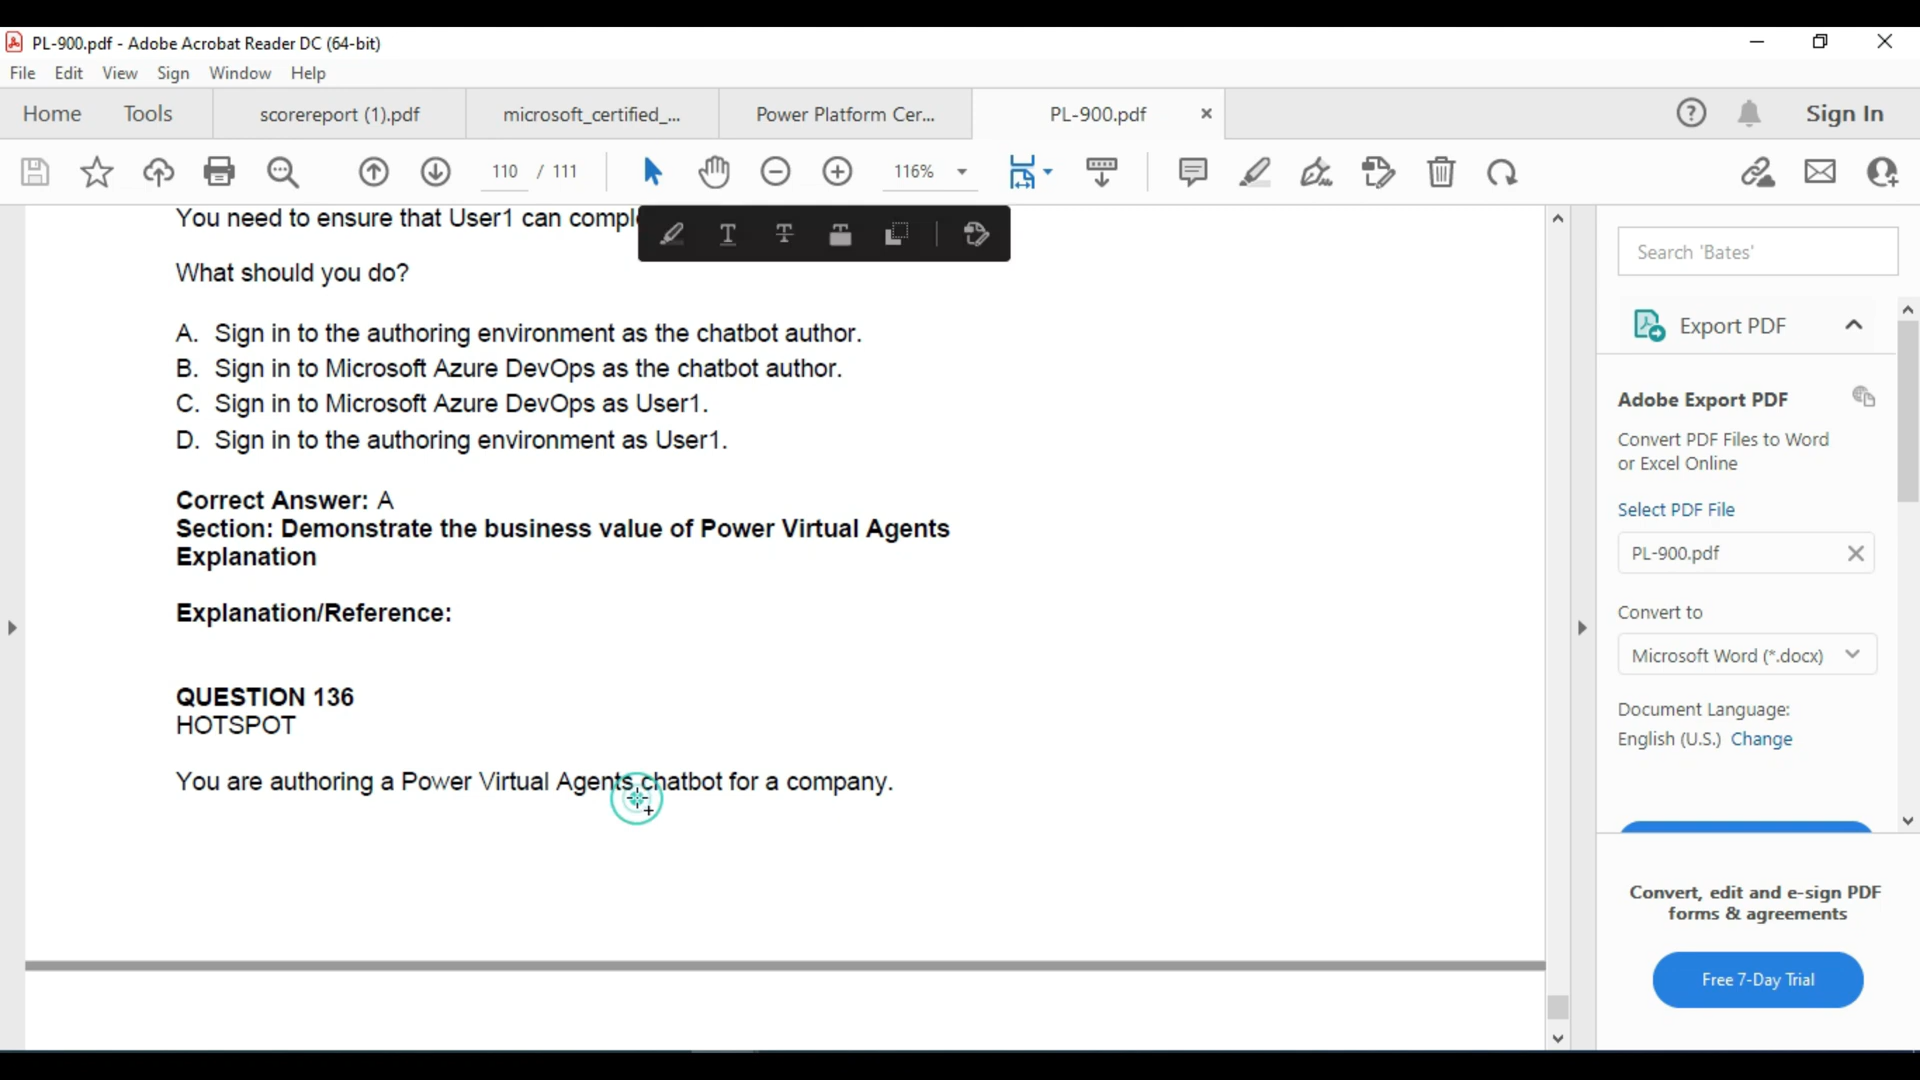 PL-900.pdf - Adobe Acrobat Reader DC (64-bit)
File Edit View Sign Window Help
Home Tools scorereport (1).pdf microsoft_certified_... Power Platform Cer... PL-900.pdf Sign In
110 / 111 116%
You need to ensure that User1 can
What should you do?
A. Sign in to the authoring environment as the chatbot author.
B. Sign in to Microsoft Azure DevOps as the chatbot author.
C. Sign in to Microsoft Azure DevOps as User1.
D. Sign in to the authoring environment as User1.
Correct Answer: A
Section: Demonstrate the business value of Power Virtual Agents
Explanation
Explanation/Reference:
QUESTION 136
HOTSPOT
You are authoring a Power Virtual Agents chatbot for a company.
Search 'Bates'
Export PDF
Adobe Export PDF
Convert PDF Files to Word
or Excel Online
Select PDF File
PL-900.pdf
Convert to
Microsoft Word (*.docx)
Document Language:
English (U.S.) Change
Convert, edit and e-sign PDF
forms & agreements
Free 7-Day Trial